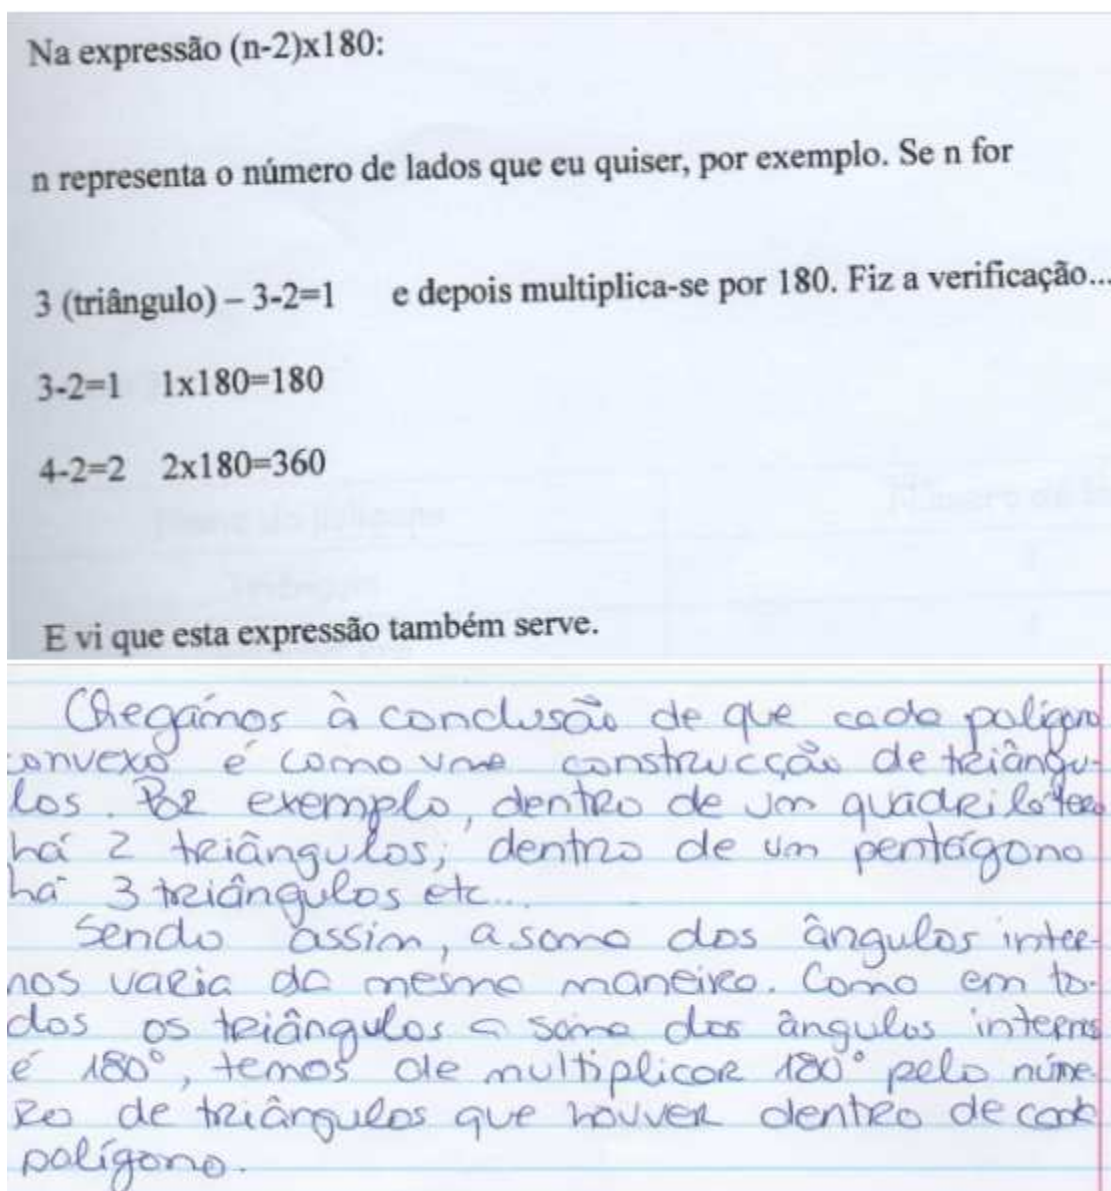 Na expressão (n-2)x180:
n representa o número de lados que eu quiser, por exemplo. Se n for
3 (triângulo) – 3-2=1 e depois multiplica-se por 180. Fiz a verificação...
3-2=1 1x180=180
4-2=2 2x180=360
E vi que esta expressão também serve.
Chegámos à conclusão de que cada polígono
convexo é como uma construcção de triângu-
los. Por exemplo, dentro de um quadrilátero
há 2 triângulos; dentro de um pentágono
há 3 triângulos etc...
Sendo assim, a soma dos ângulos inter-
nos varia da mesma maneira. Como em to-
dos os triângulos a soma dos ângulos internos
é 180°, temos de multiplicar 180° pelo núme-
ro de triângulos que houver dentro de cada
polígono.